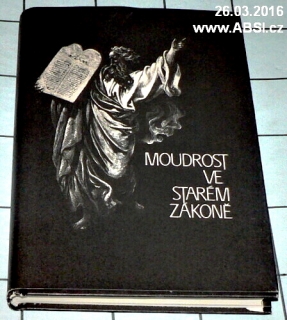 26.03.2016
www.ABSI.cz
MOUDROST
VE
STARÉM
ZÁKONĚ